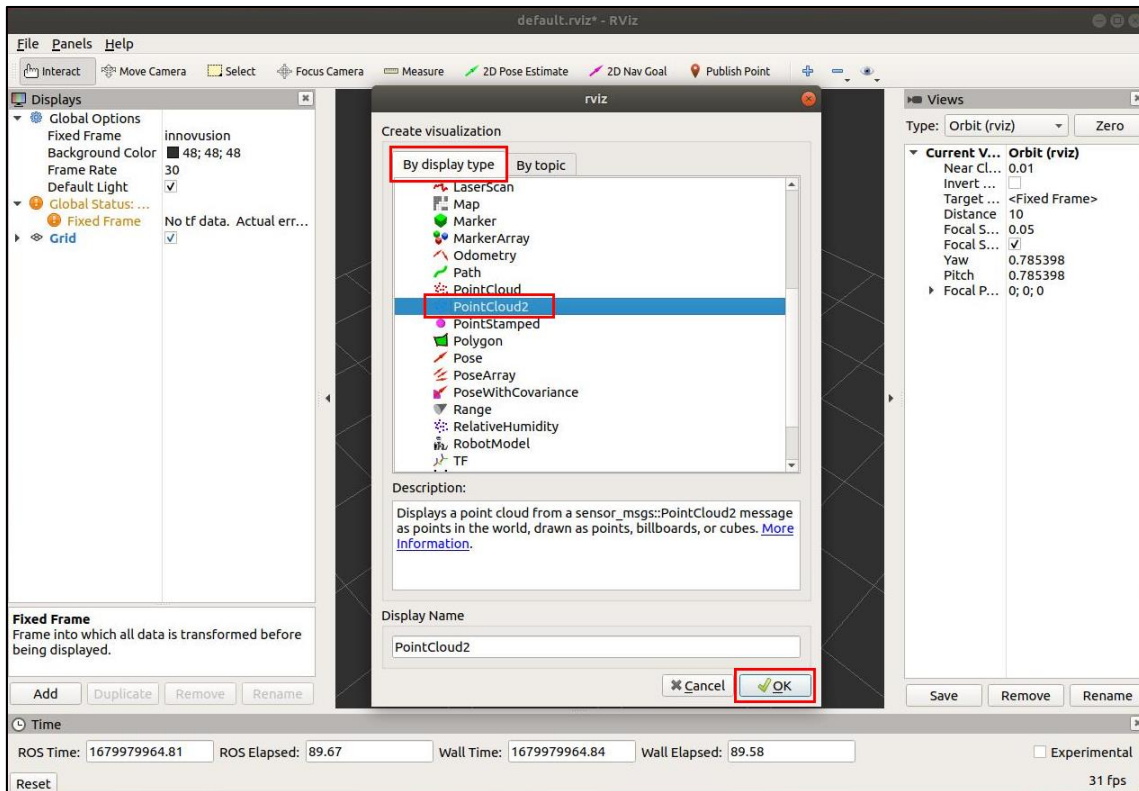 default.rviz* - RViz
File Panels Help
Interact Move Camera Select Focus Camera Measure 2D Pose Estimate 2D Nav Goal Publish Point
Displays
Global Options
Fixed Frame innovusion
Background Color 48; 48; 48
Frame Rate 30
Default Light
Global Status: ...
Fixed Frame No tf data. Actual err...
Grid
Fixed Frame
Frame into which all data is transformed before
being displayed.
Add Duplicate Remove Rename
rviz
Create visualization
By display type By topic
LaserScan
Map
Marker
MarkerArray
Odometry
Path
PointCloud
PointCloud2
PointStamped
Polygon
Pose
PoseArray
PoseWithCovariance
Range
RelativeHumidity
RobotModel
TF
Description:
Displays a point cloud from a sensor_msgs::PointCloud2 message
as points in the world, drawn as points, billboards, or cubes. More
Information.
Display Name
PointCloud2
Cancel OK
Views
Type: Orbit (rviz) Zero
Current V... Orbit (rviz)
Near Cl... 0.01
Invert ...
Target ... <Fixed Frame>
Distance 10
Focal S... 0.05
Focal S...
Yaw 0.785398
Pitch 0.785398
Focal P... 0; 0; 0
Save Remove Rename
Time
ROS Time: 1679979964.81 ROS Elapsed: 89.67 Wall Time: 1679979964.84 Wall Elapsed: 89.58 Experimental
Reset 31 fps